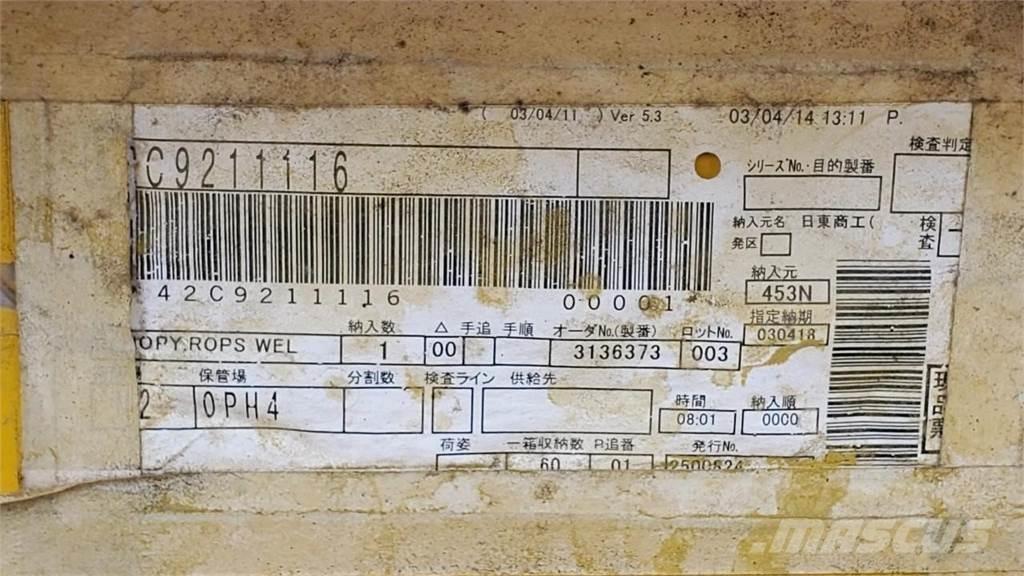 ( 03/04/11 ) Ver 5.3 03/04/14 13:11 P.
C9211116
シリーズNo.・目的製番 検査判定
納入元名 日東商工( 検査
発区
42C9211116 00001
納入元
453N
指定納期
030418
納入数 △ 手追 手順 オーダNo.(製番) ロットNo.
OPY,ROPS WEL 1 00 3136373 003
保管場 分割数 検査ライン 供給先 時間 納入順
2 0PH4 08:01 0000
現品票
荷姿 一箱収納数 P追番 発行No.
60 01 2500824
MASCUS